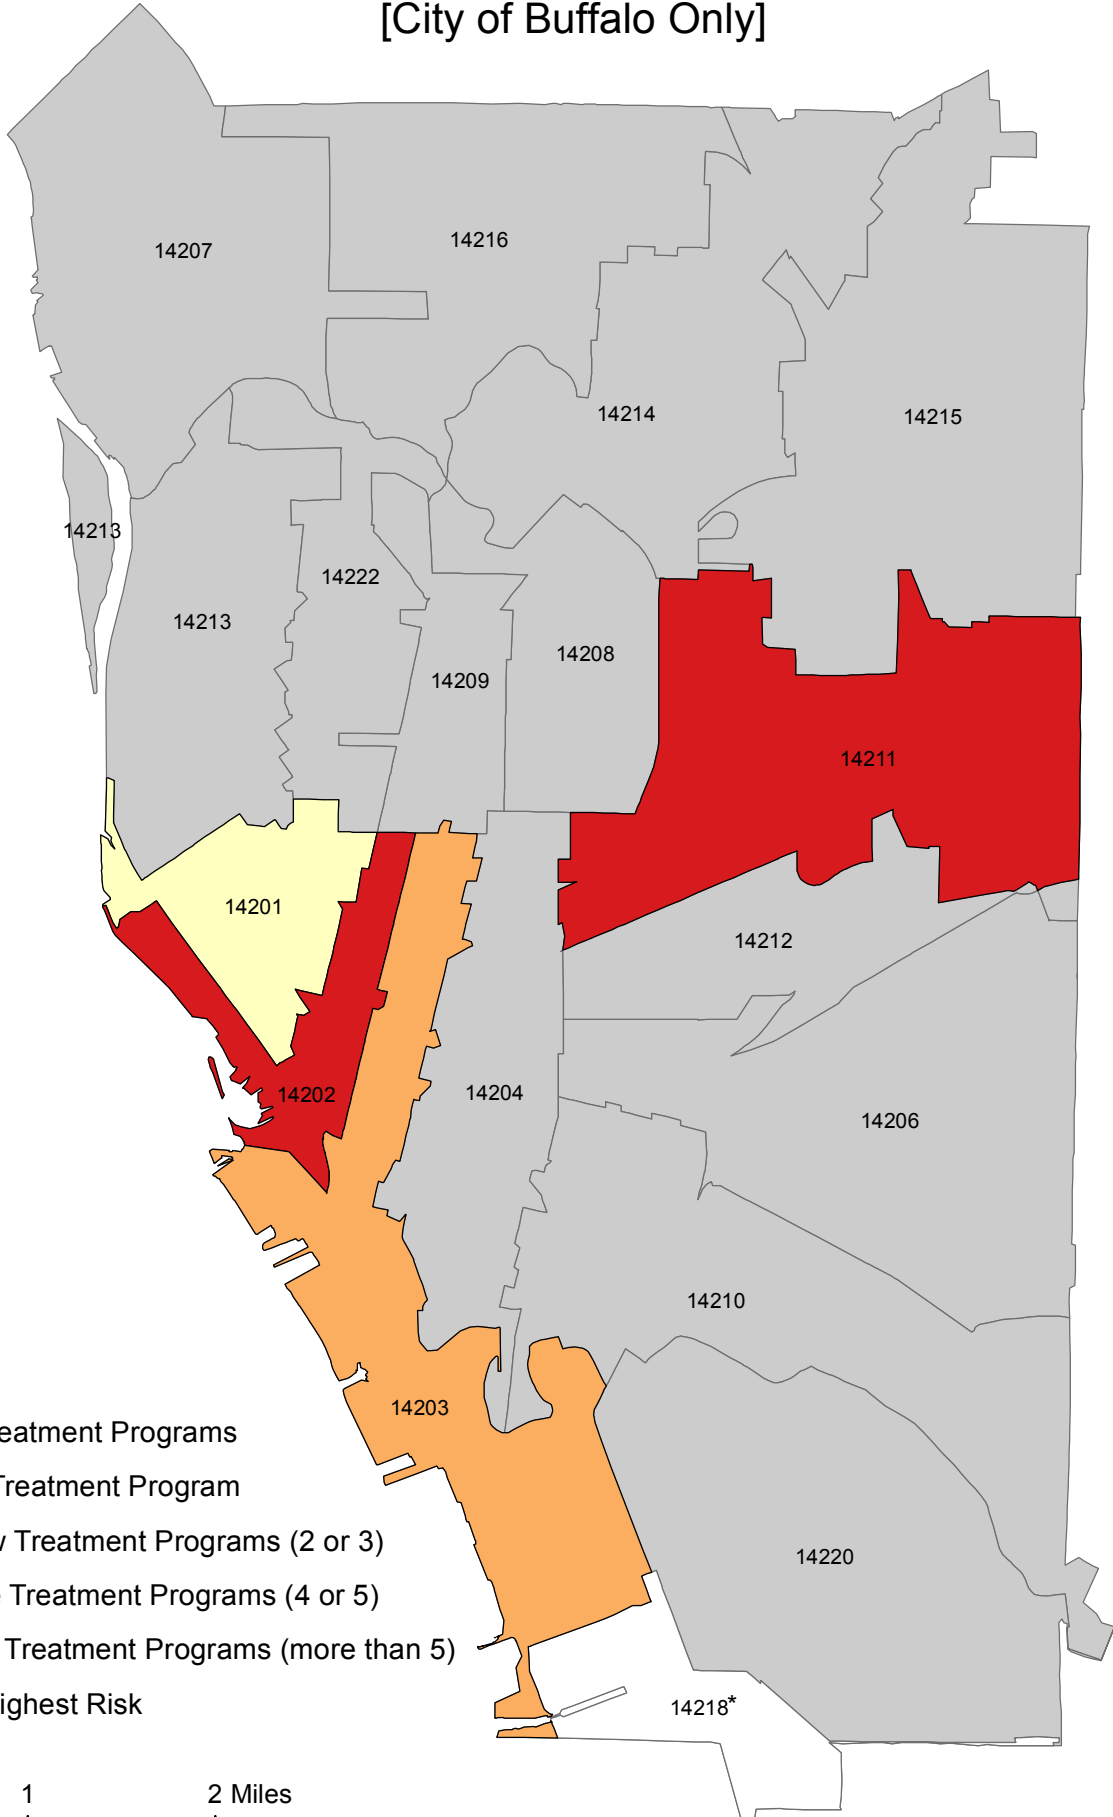 [City of Buffalo Only]
14207
14216
14214
14215
14213
14222
14213
14208
14209
14211
14201
14212
14202
14204
14206
14210
14203
eatment Programs
Treatment Program
Treatment Programs (2 or 3)
Treatment Programs (4 or 5)
Treatment Programs (more than 5)
ighest Risk
14220
14218*
1 2 Miles